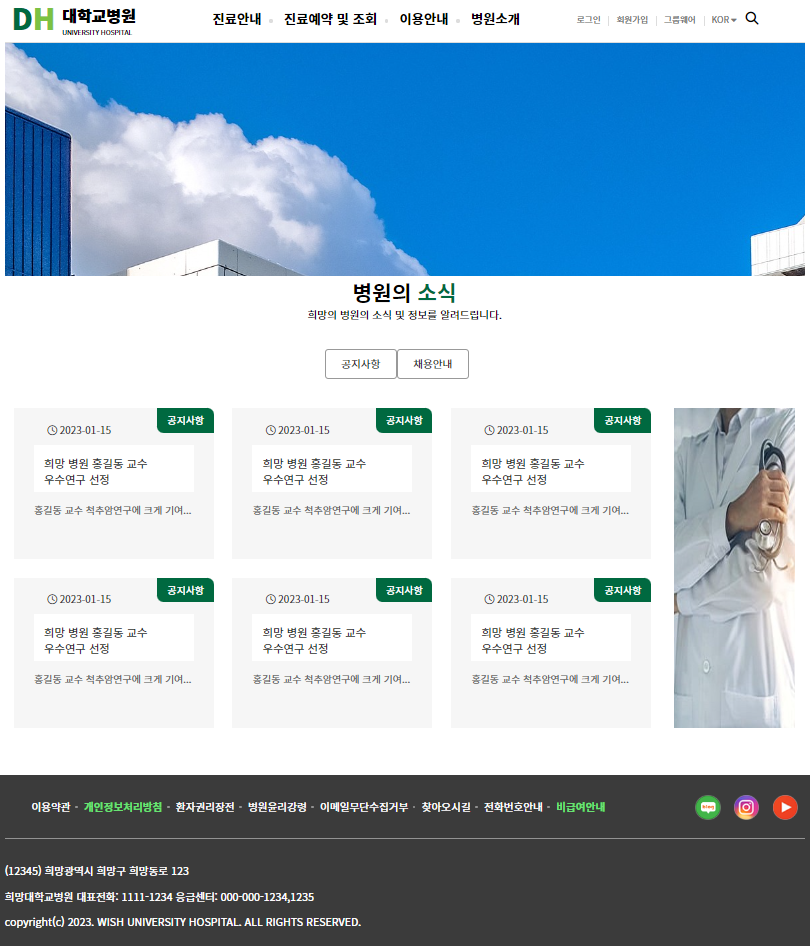 DH 대학교병원
UNIVERSITY HOSPITAL
진료안내 진료예약 및 조회 이용안내 병원소개
로그인 회원가입 그룹웨어 KOR
병원의 소식
희망의 병원의 소식 및 정보를 알려드립니다.
공지사항 채용안내
공지사항
2023-01-15
희망 병원 홍길동 교수
우수연구 선정
홍길동 교수 척추암연구에 크게 기여...
공지사항
2023-01-15
희망 병원 홍길동 교수
우수연구 선정
홍길동 교수 척추암연구에 크게 기여...
공지사항
2023-01-15
희망 병원 홍길동 교수
우수연구 선정
홍길동 교수 척추암연구에 크게 기여...
공지사항
2023-01-15
희망 병원 홍길동 교수
우수연구 선정
홍길동 교수 척추암연구에 크게 기여...
공지사항
2023-01-15
희망 병원 홍길동 교수
우수연구 선정
홍길동 교수 척추암연구에 크게 기여...
공지사항
2023-01-15
희망 병원 홍길동 교수
우수연구 선정
홍길동 교수 척추암연구에 크게 기여...
이용약관 - 개인정보처리방침 - 환자권리장전 - 병원윤리강령 - 이메일무단수집거부 · 찾아오시길 - 전화번호안내 - 비급여안내
blog
(12345) 희망광역시 희망구 희망동로 123
희망대학교병원 대표전화: 1111-1234 응급센터: 000-000-1234,1235
copyright(c) 2023. WISH UNIVERSITY HOSPITAL. ALL RIGHTS RESERVED.